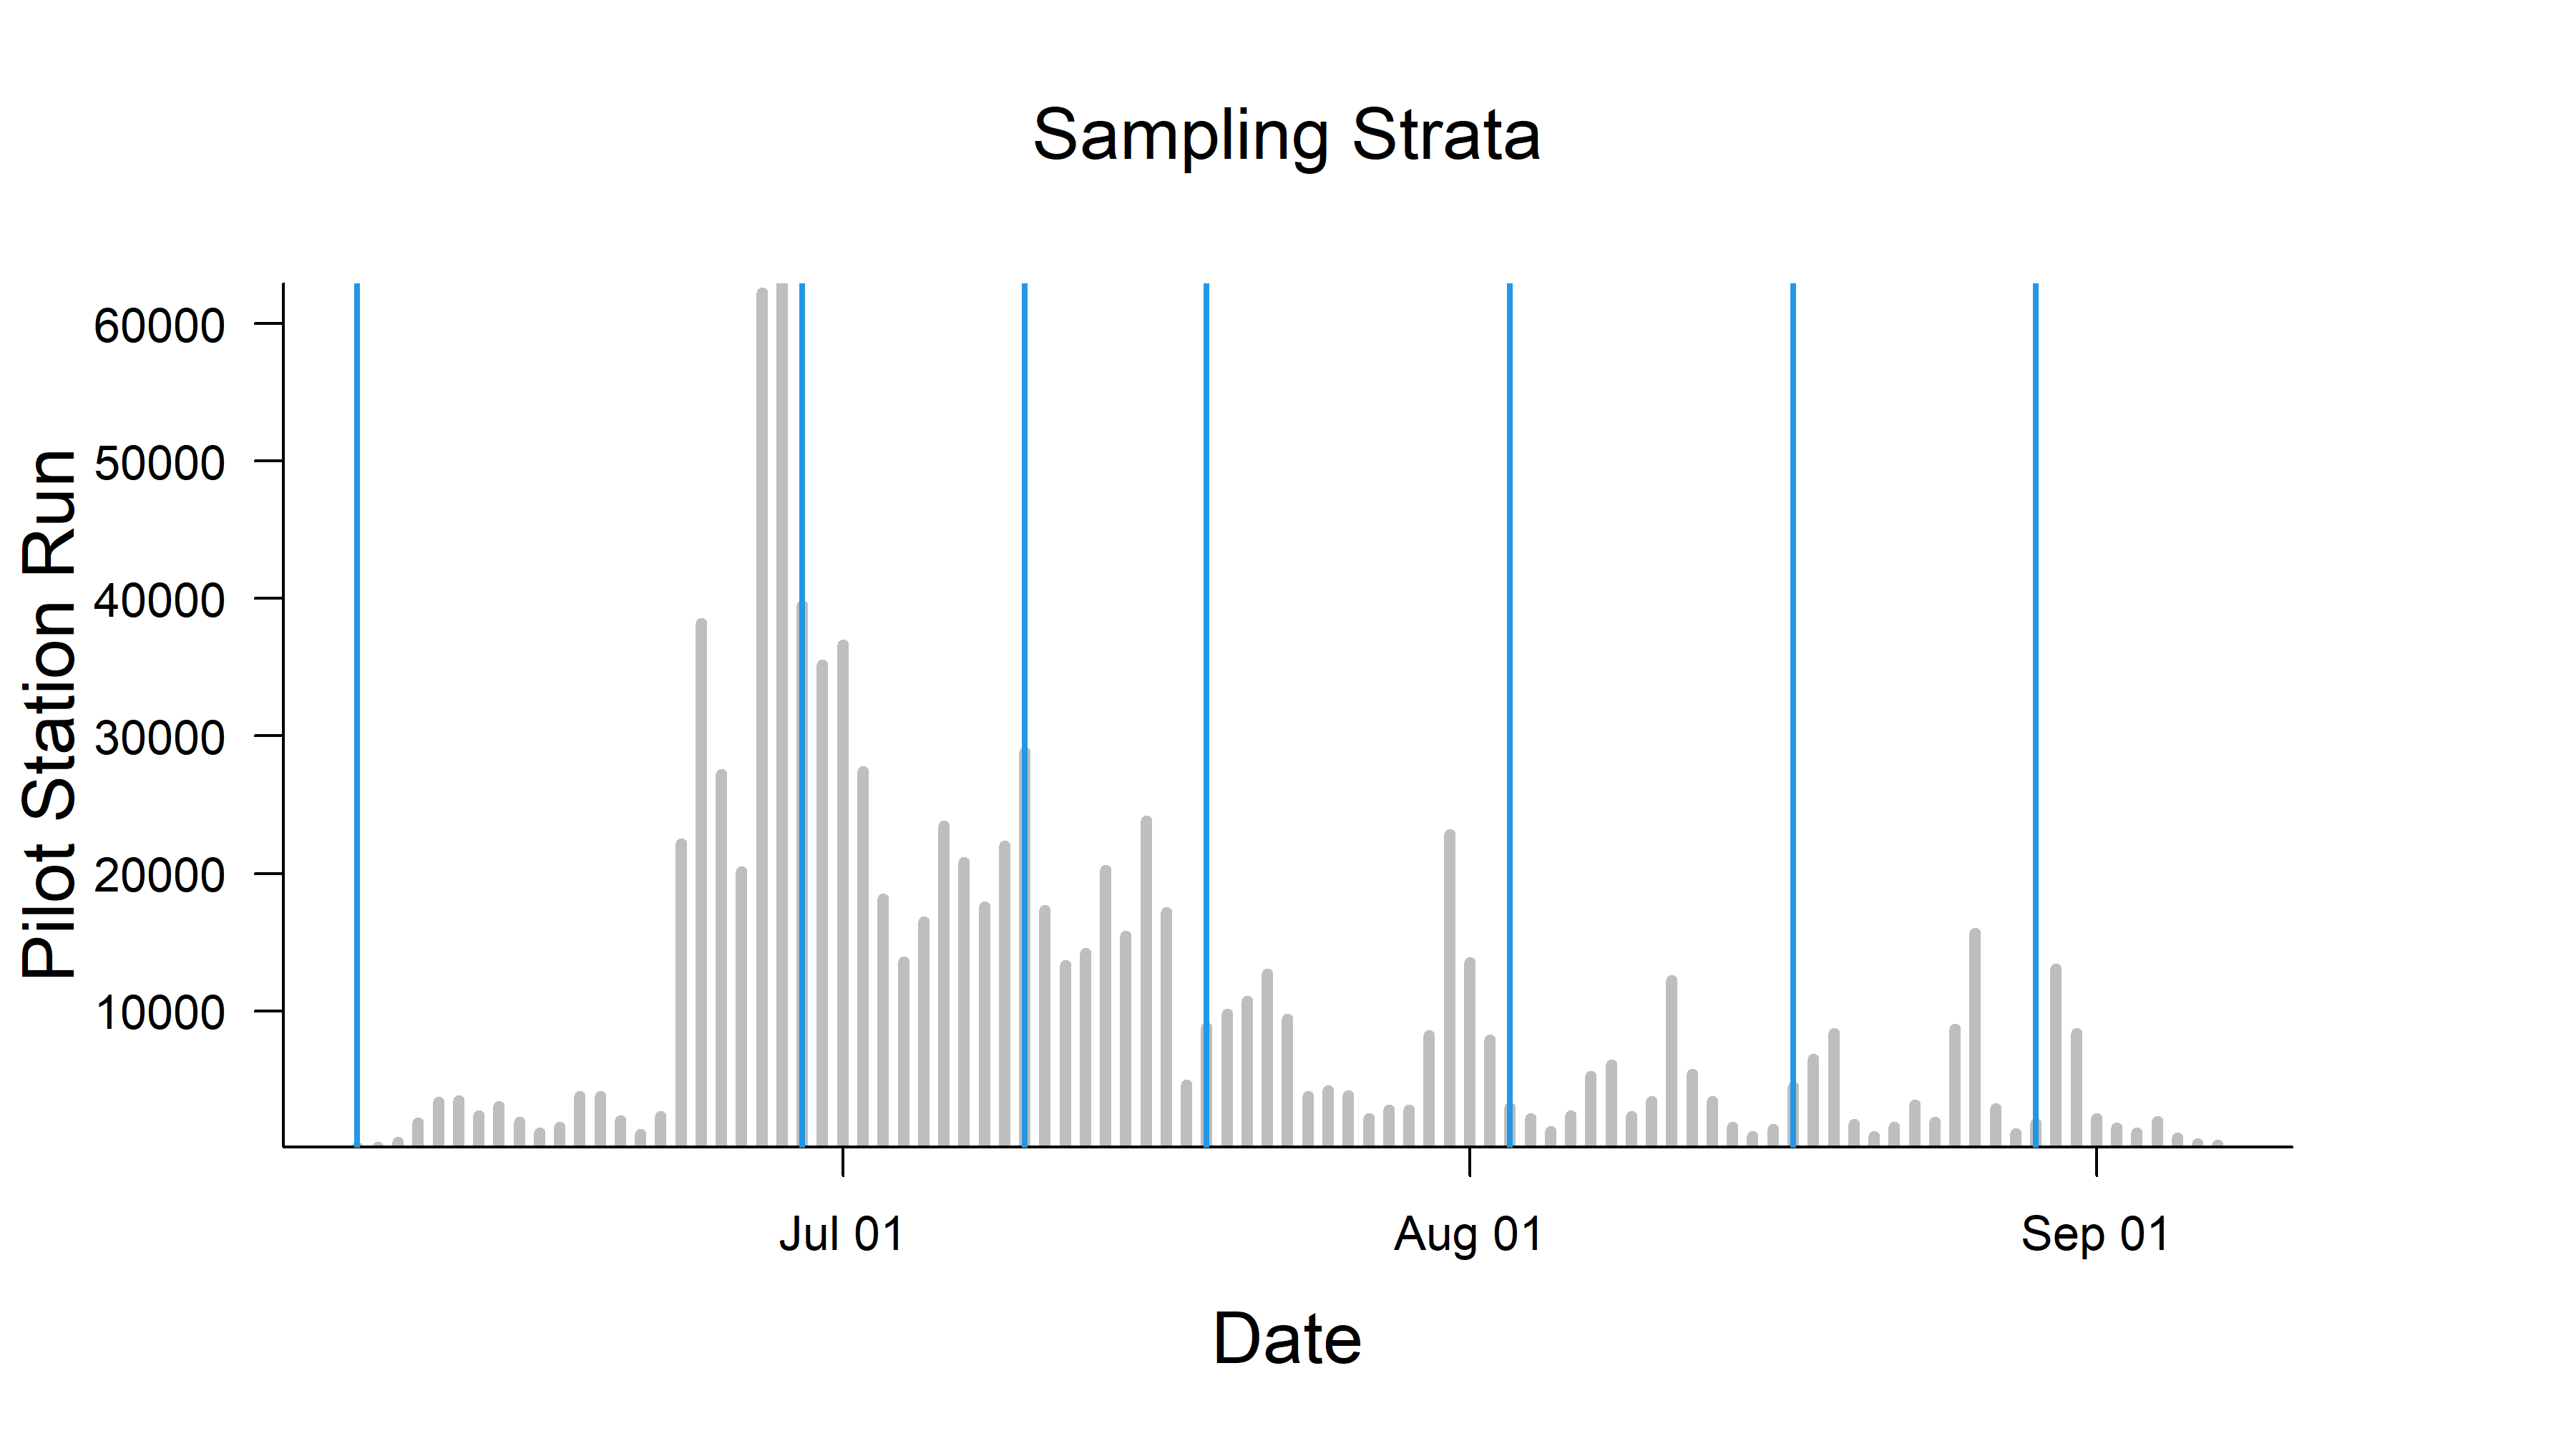 Sampling Strata
Pilot Station Run
60000
50000
40000
30000
20000
10000
Jul 01
Aug 01
Sep 01
Date